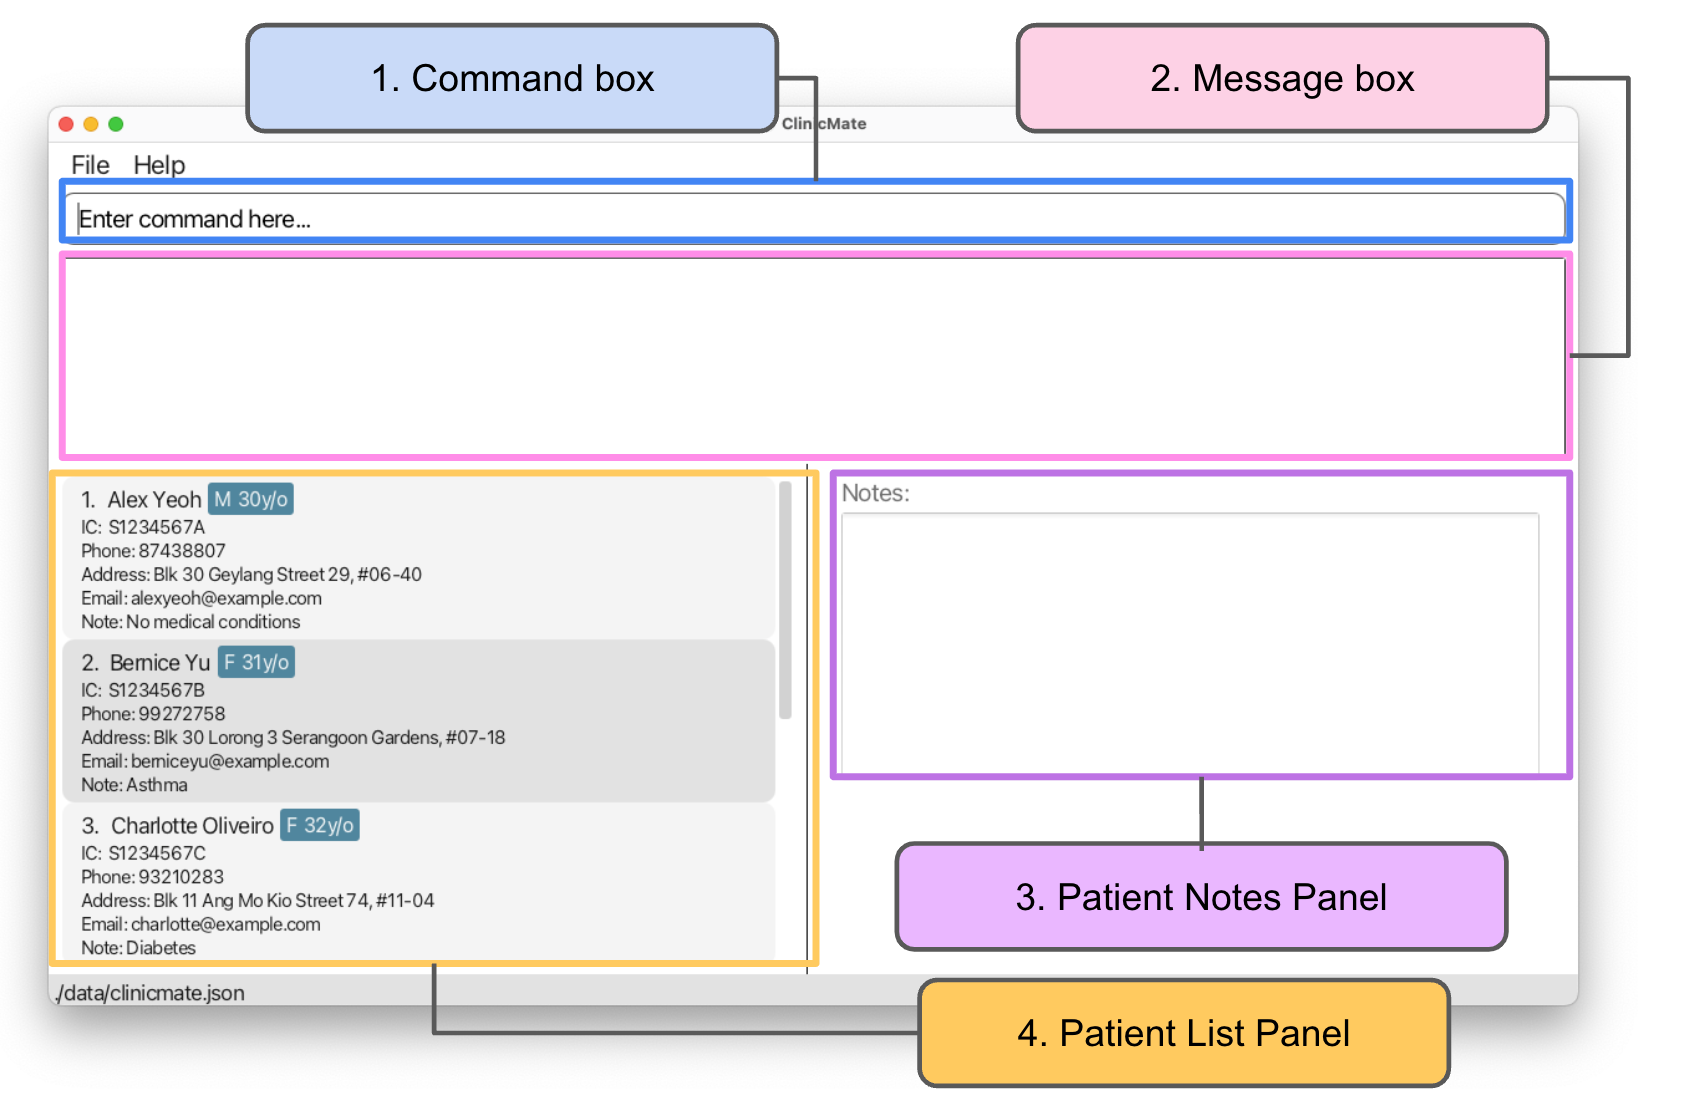 1. Command box
2. Message box
ClinicMate
File Help
Enter command here...
1. Alex Yeoh M 30y/o
IC: S1234567A
Phone: 87438807
Address: Blk 30 Geylang Street 29, #06-40
Email: alexyeoh@example.com
Note: No medical conditions
2. Bernice Yu F 31y/o
IC: S1234567B
Phone: 99272758
Address: Blk 30 Lorong 3 Serangoon Gardens, #07-18
Email: berniceyu@example.com
Note: Asthma
3. Charlotte Oliveiro F 32y/o
IC: S1234567C
Phone: 93210283
Address: Blk 11 Ang Mo Kio Street 74, #11-04
Email: charlotte@example.com
Note: Diabetes
Notes:
3. Patient Notes Panel
4. Patient List Panel
./data/clinicmate.json